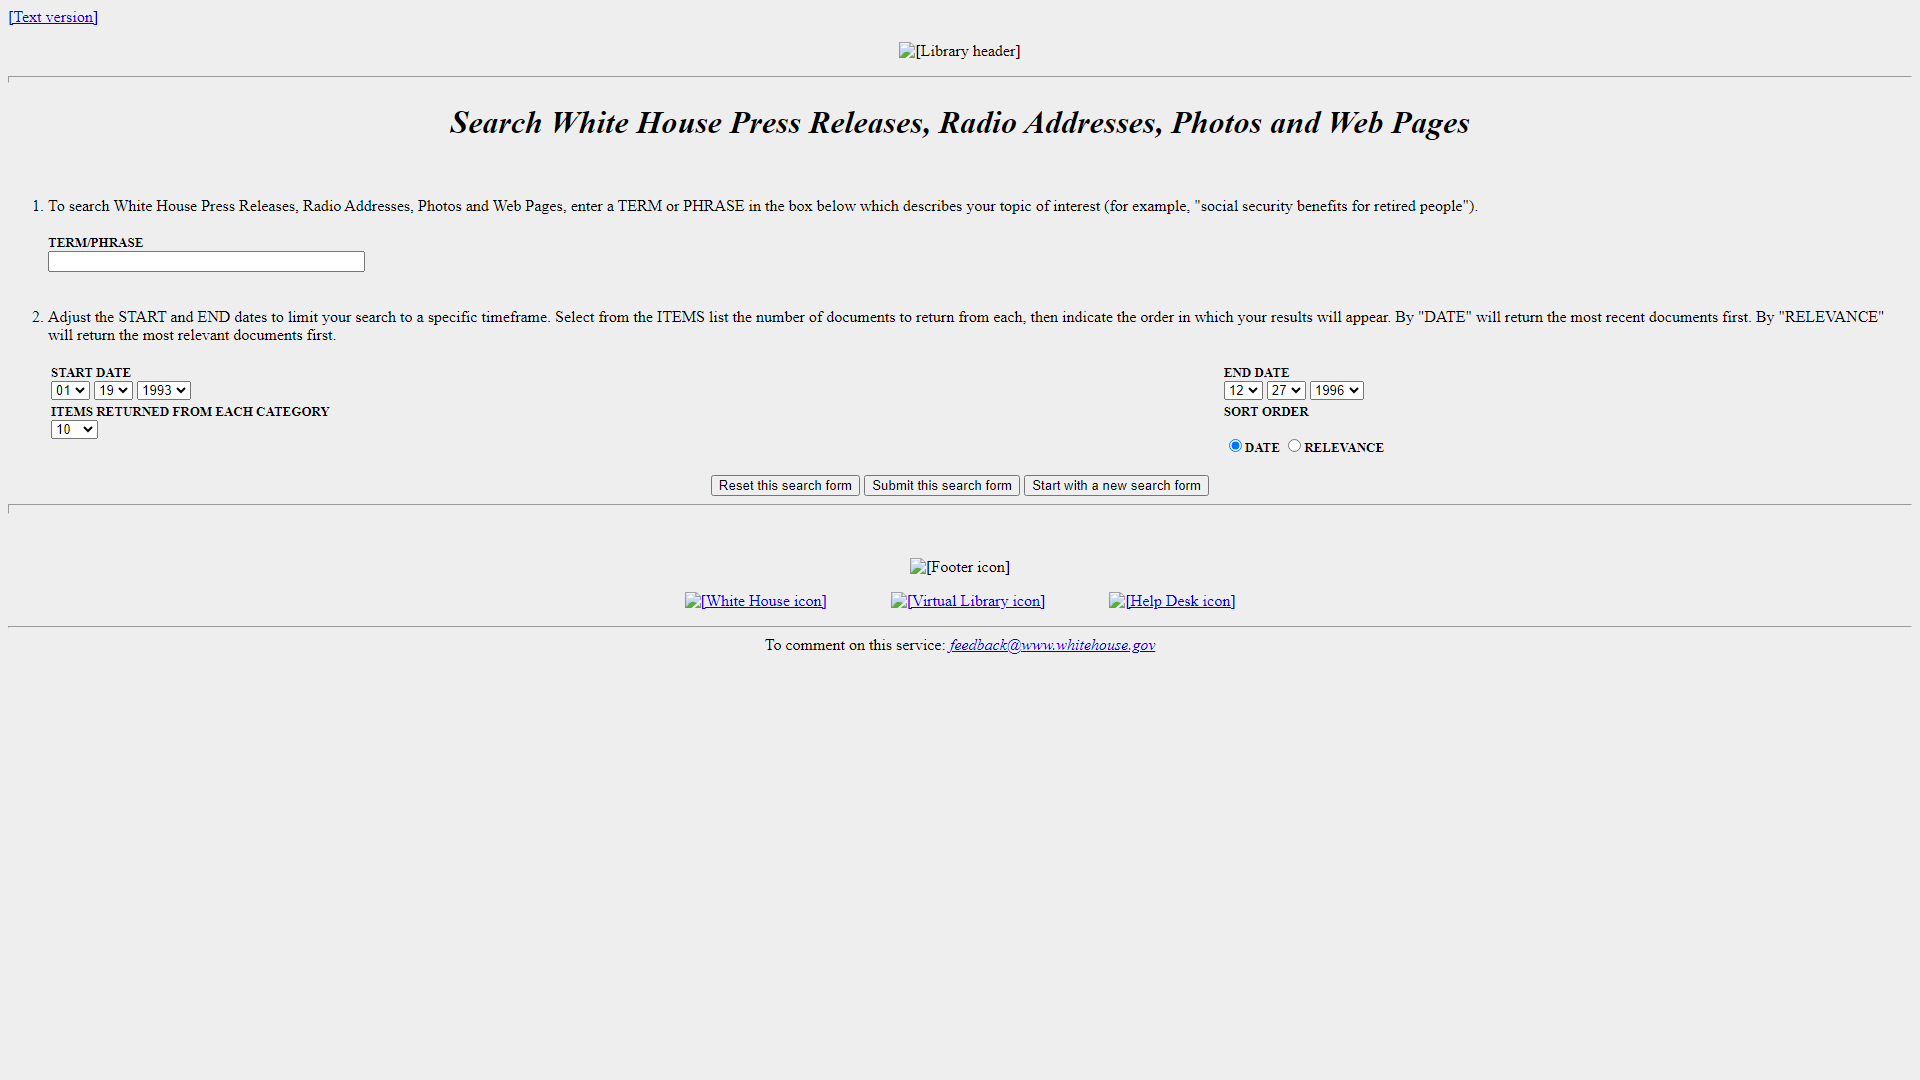 [Text version]
[Library header]
Search White House Press Releases, Radio Addresses, Photos and Web Pages
1. To search White House Press Releases, Radio Addresses, Photos and Web Pages, enter a TERM or PHRASE in the box below which describes your topic of interest (for example, "social security benefits for retired people").
TERM/PHRASE
2. Adjust the START and END dates to limit your search to a specific timeframe. Select from the ITEMS list the number of documents to return from each, then indicate the order in which your results will appear. By "DATE" will return the most recent documents first. By "RELEVANCE"
will return the most relevant documents first.
START DATE
01 19 1993
END DATE
12 27 1996
ITEMS RETURNED FROM EACH CATEGORY
10
SORT ORDER
DATE RELEVANCE
Reset this search form Submit this search form Start with a new search form
[Footer icon]
[White House icon] [Virtual Library icon] [Help Desk icon]
To comment on this service: feedback@www.whitehouse.gov